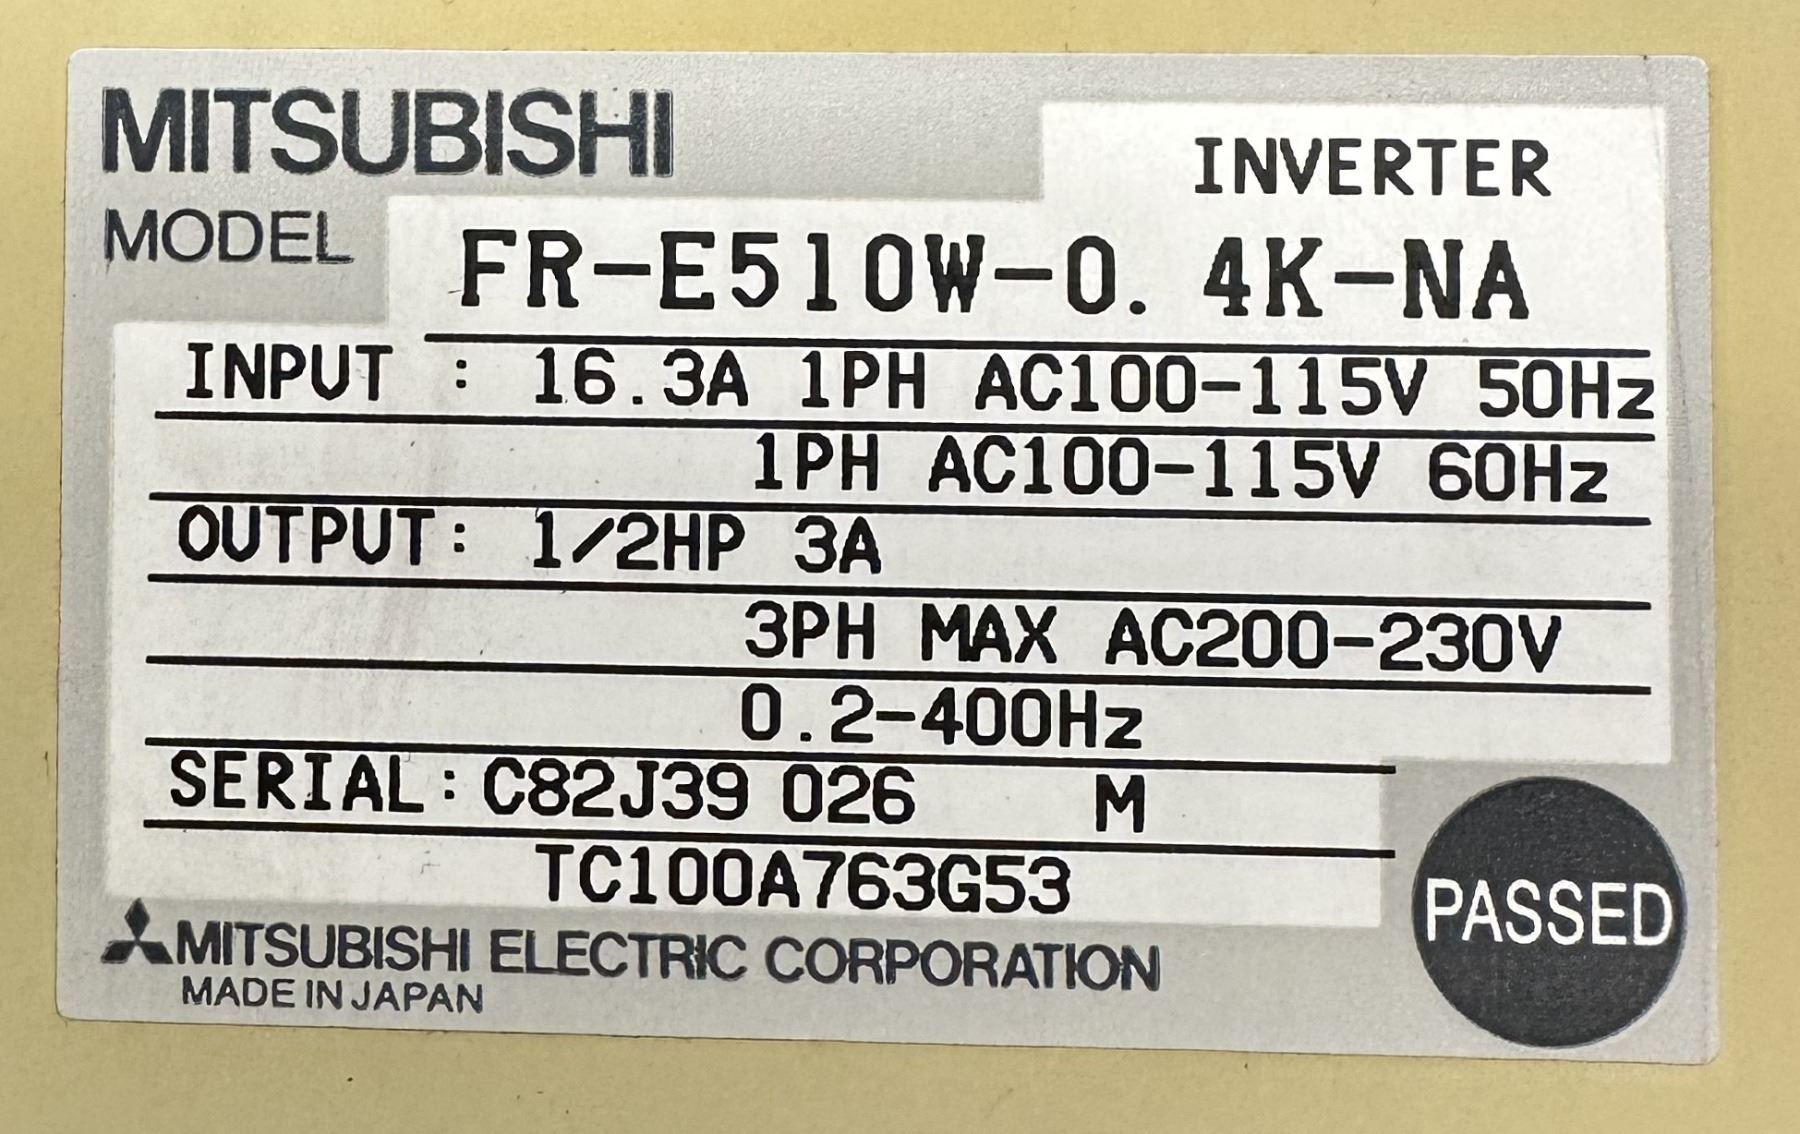 MITSUBISHI
INVERTER
MODEL FR-E510W-0.4K-NA
INPUT : 16.3A 1PH AC100-115V 50Hz
1PH AC100-115V 60Hz
OUTPUT: 1/2HP 3A
3PH MAX AC200-230V
0.2-400Hz
SERIAL: C82J39 026 M
TC100A763G53
PASSED
MITSUBISHI ELECTRIC CORPORATION
MADE IN JAPAN